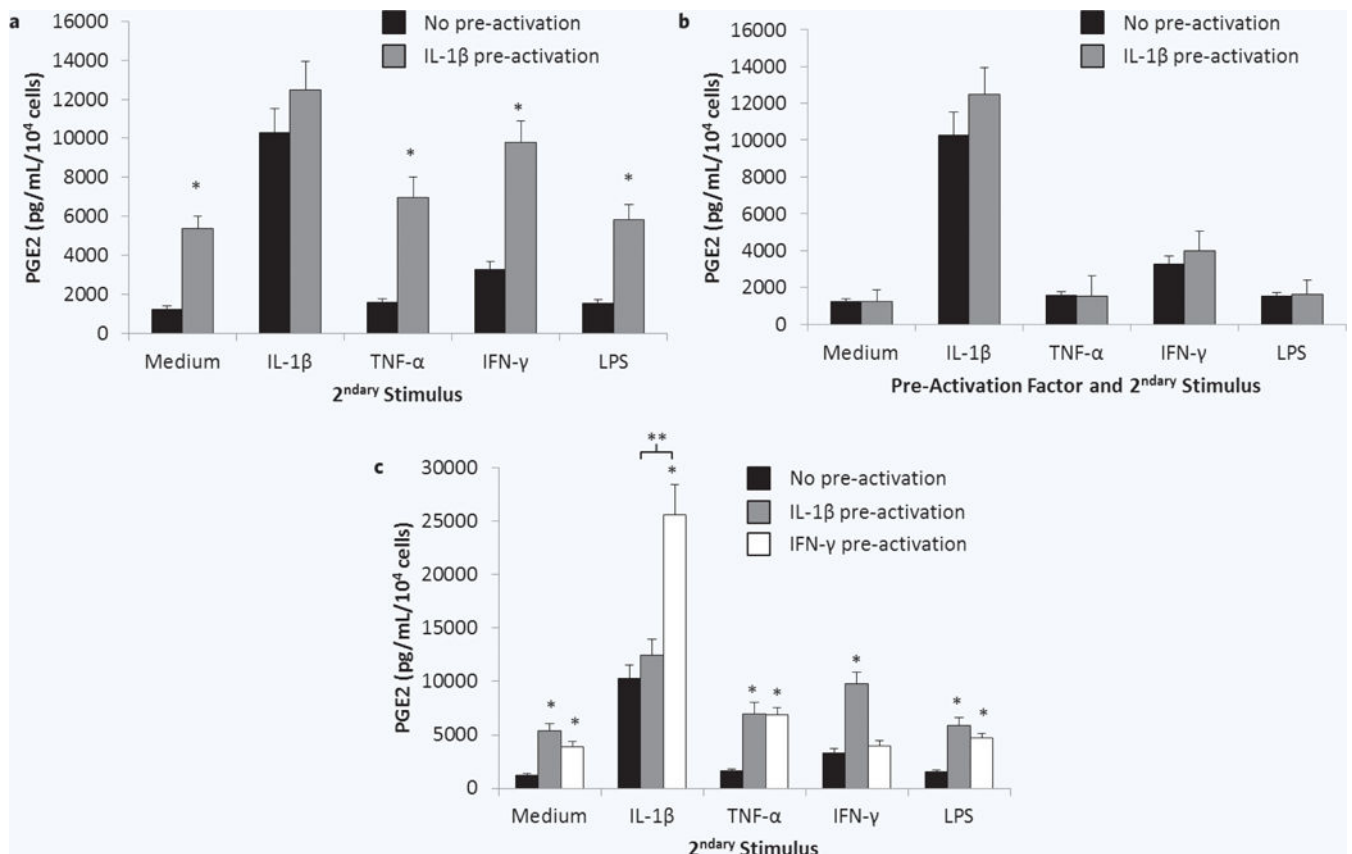 a
PGE2 (pg/mL/10⁴ cells)
16000
14000
12000
10000
8000
6000
4000
2000
0
No pre-activation
IL-1β pre-activation
*
*
*
*
Medium IL-1β TNF-α IFN-γ LPS
2ⁿᵈᵃʳʸ Stimulus
b
PGE2 (pg/mL/10⁴ cells)
16000
14000
12000
10000
8000
6000
4000
2000
0
No pre-activation
IL-1β pre-activation
Medium IL-1β TNF-α IFN-γ LPS
Pre-Activation Factor and 2ⁿᵈᵃʳʸ Stimulus
c
PGE2 (pg/mL/10⁴ cells)
30000
25000
20000
15000
10000
5000
0
No pre-activation
IL-1β pre-activation
IFN-γ pre-activation
**
*
* *
* *
*
* *
Medium IL-1β TNF-α IFN-γ LPS
2ⁿᵈᵃʳʸ Stimulus